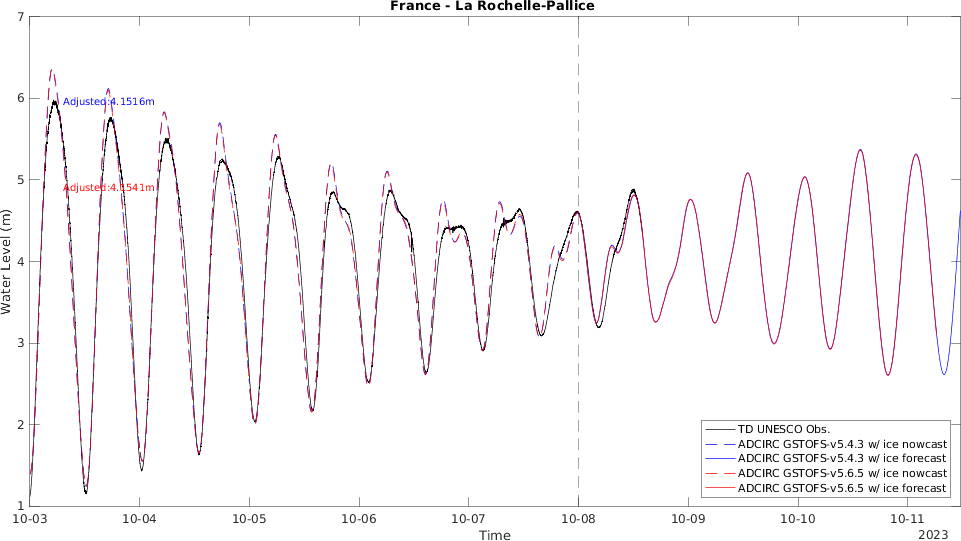 France - La Rochelle-Pallice
7
6
5
4
3
2
1
Water Level (m)
Adjusted:4.1516m
Adjusted:4.1541m
TD UNESCO Obs.
ADCIRC GSTOFS-v5.4.3 w/ ice nowcast
ADCIRC GSTOFS-v5.4.3 w/ ice forecast
ADCIRC GSTOFS-v5.6.5 w/ ice nowcast
ADCIRC GSTOFS-v5.6.5 w/ ice forecast
10-03 10-04 10-05 10-06 10-07 10-08 10-09 10-10 10-11
Time
2023